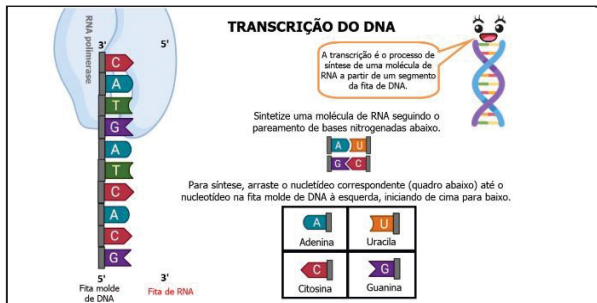 TRANSCRIÇÃO DO DNA
RNA polimerase
3'
5'
C
A
T
G
A
T
C
A
C
G
5'
3'
Fita molde
de DNA
Fita de RNA
A transcrição é o processo de
síntese de uma molécula de
RNA a partir de um segmento
da fita de DNA.
Sintetize uma molécula de RNA seguindo o
pareamento de bases nitrogenadas abaixo.
A U
G C
Para síntese, arraste o nucletídeo correspondente (quadro abaixo) até o
nucleotídeo na fita molde de DNA à esquerda, iniciando de cima para baixo.
A
Adenina
U
Uracila
C
Citosina
G
Guanina